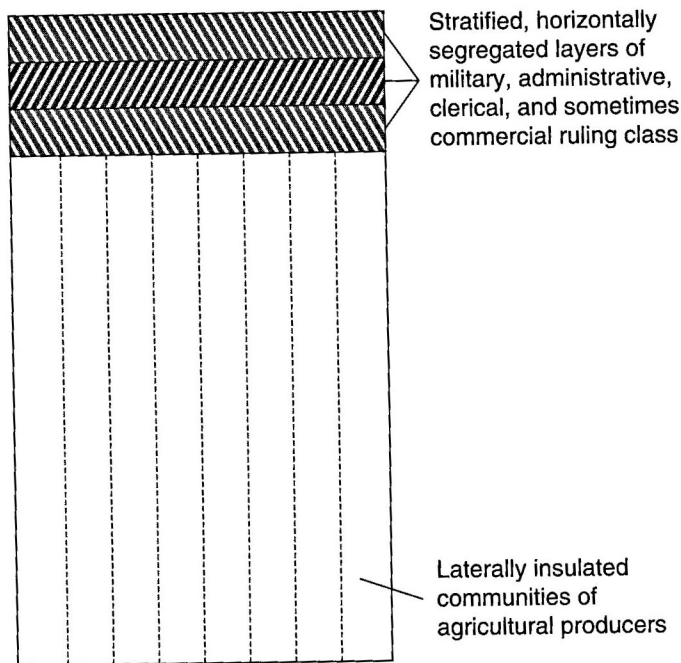 Stratified, horizontally
segregated layers of
military, administrative,
clerical, and sometimes
commercial ruling class
Laterally insulated
communities of
agricultural producers